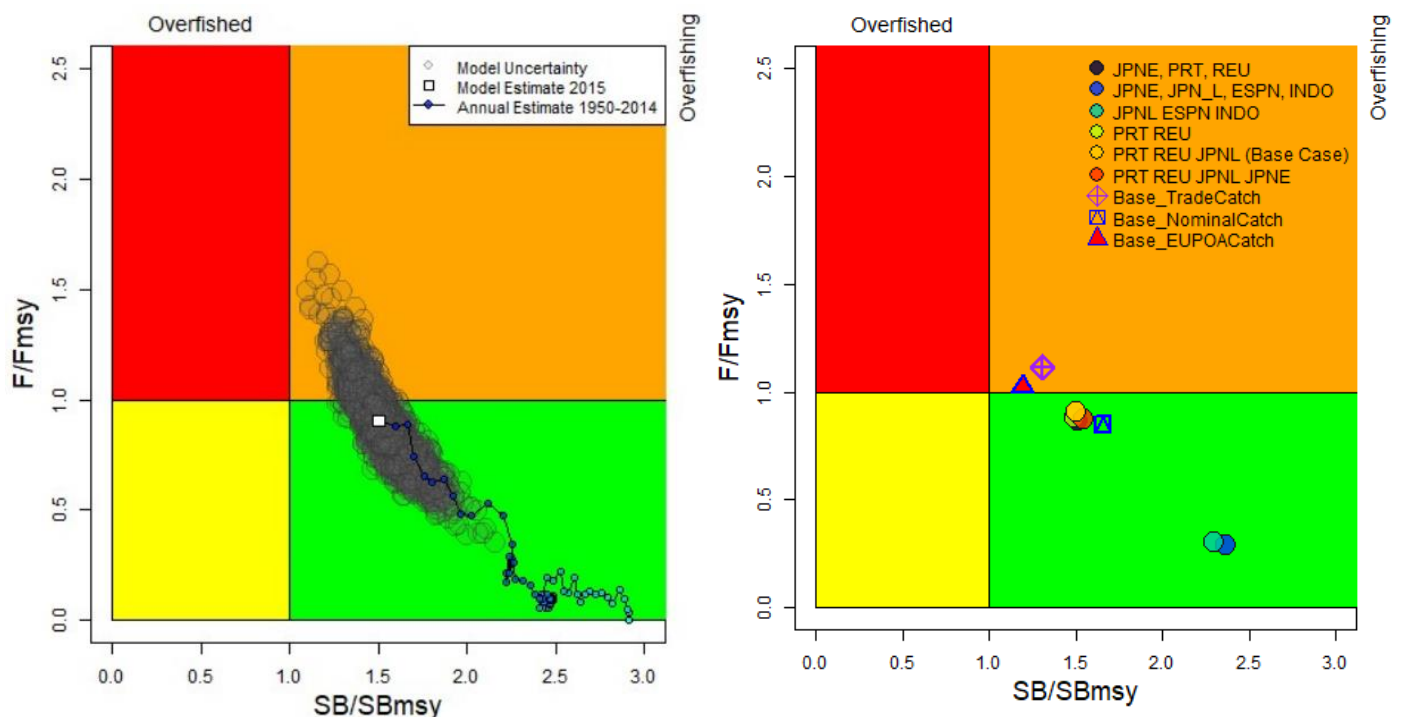 Overfished
Overfishing
Model Uncertainty
Model Estimate 2015
Annual Estimate 1950-2014
F/Fmsy
2.5
2.0
1.5
1.0
0.5
0.0
0.0 0.5 1.0 1.5 2.0 2.5 3.0
SB/SBmsy
Overfished
Overfishing
JPNE, PRT, REU
JPNE, JPN_L, ESPN, INDO
JPNL ESPN INDO
PRT REU
PRT REU JPNL (Base Case)
PRT REU JPNL JPNE
Base_TradeCatch
Base_NominalCatch
Base_EUPOACatch
F/Fmsy
2.5
2.0
1.5
1.0
0.5
0.0
0.0 0.5 1.0 1.5 2.0 2.5 3.0
SB/SBmsy